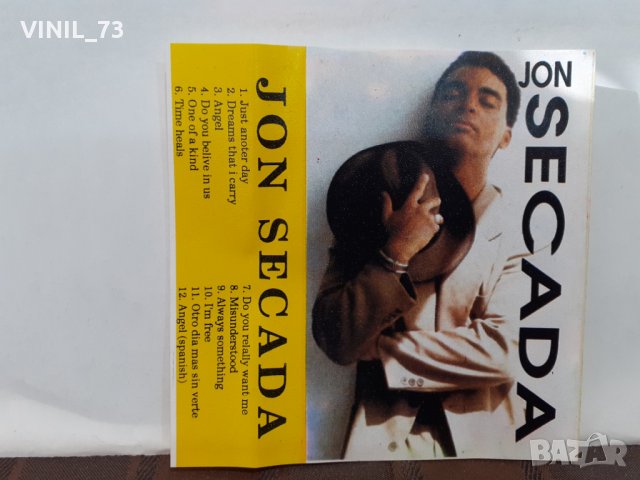 VINIL_73
JON
SECADA
JON SECADA
1. Just anoter day
2. Dreams that i carry
3. Angel
4. Do you belive in us
5. One of a kind
6. Time heals
7. Do you relally want me
8. Misunderstood
9. Always something
10. I'm free
11. Otro dia mas sin verte
12. Angel (spanish)
BAZAR